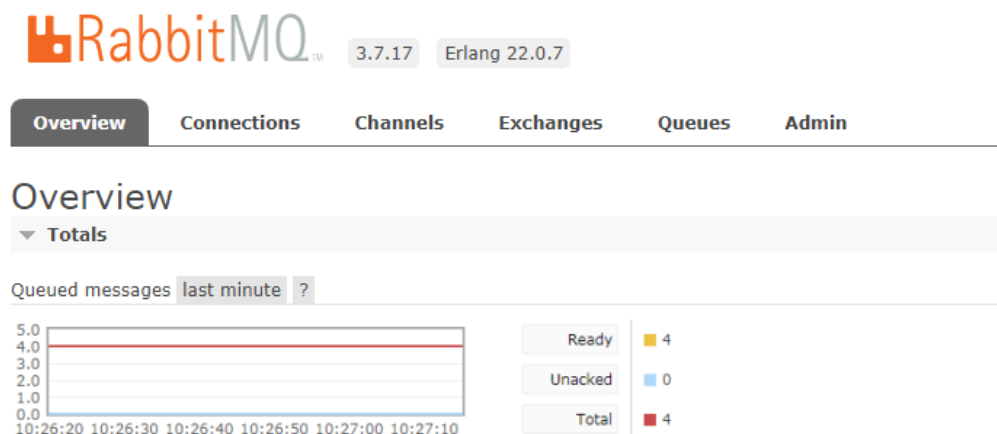 RabbitMQ™ 3.7.17 Erlang 22.0.7
Overview Connections Channels Exchanges Queues Admin
Overview
Totals
Queued messages last minute ?
5.0
4.0
3.0
2.0
1.0
0.0
10:26:20 10:26:30 10:26:40 10:26:50 10:27:00 10:27:10
Ready 4
Unacked 0
Total 4